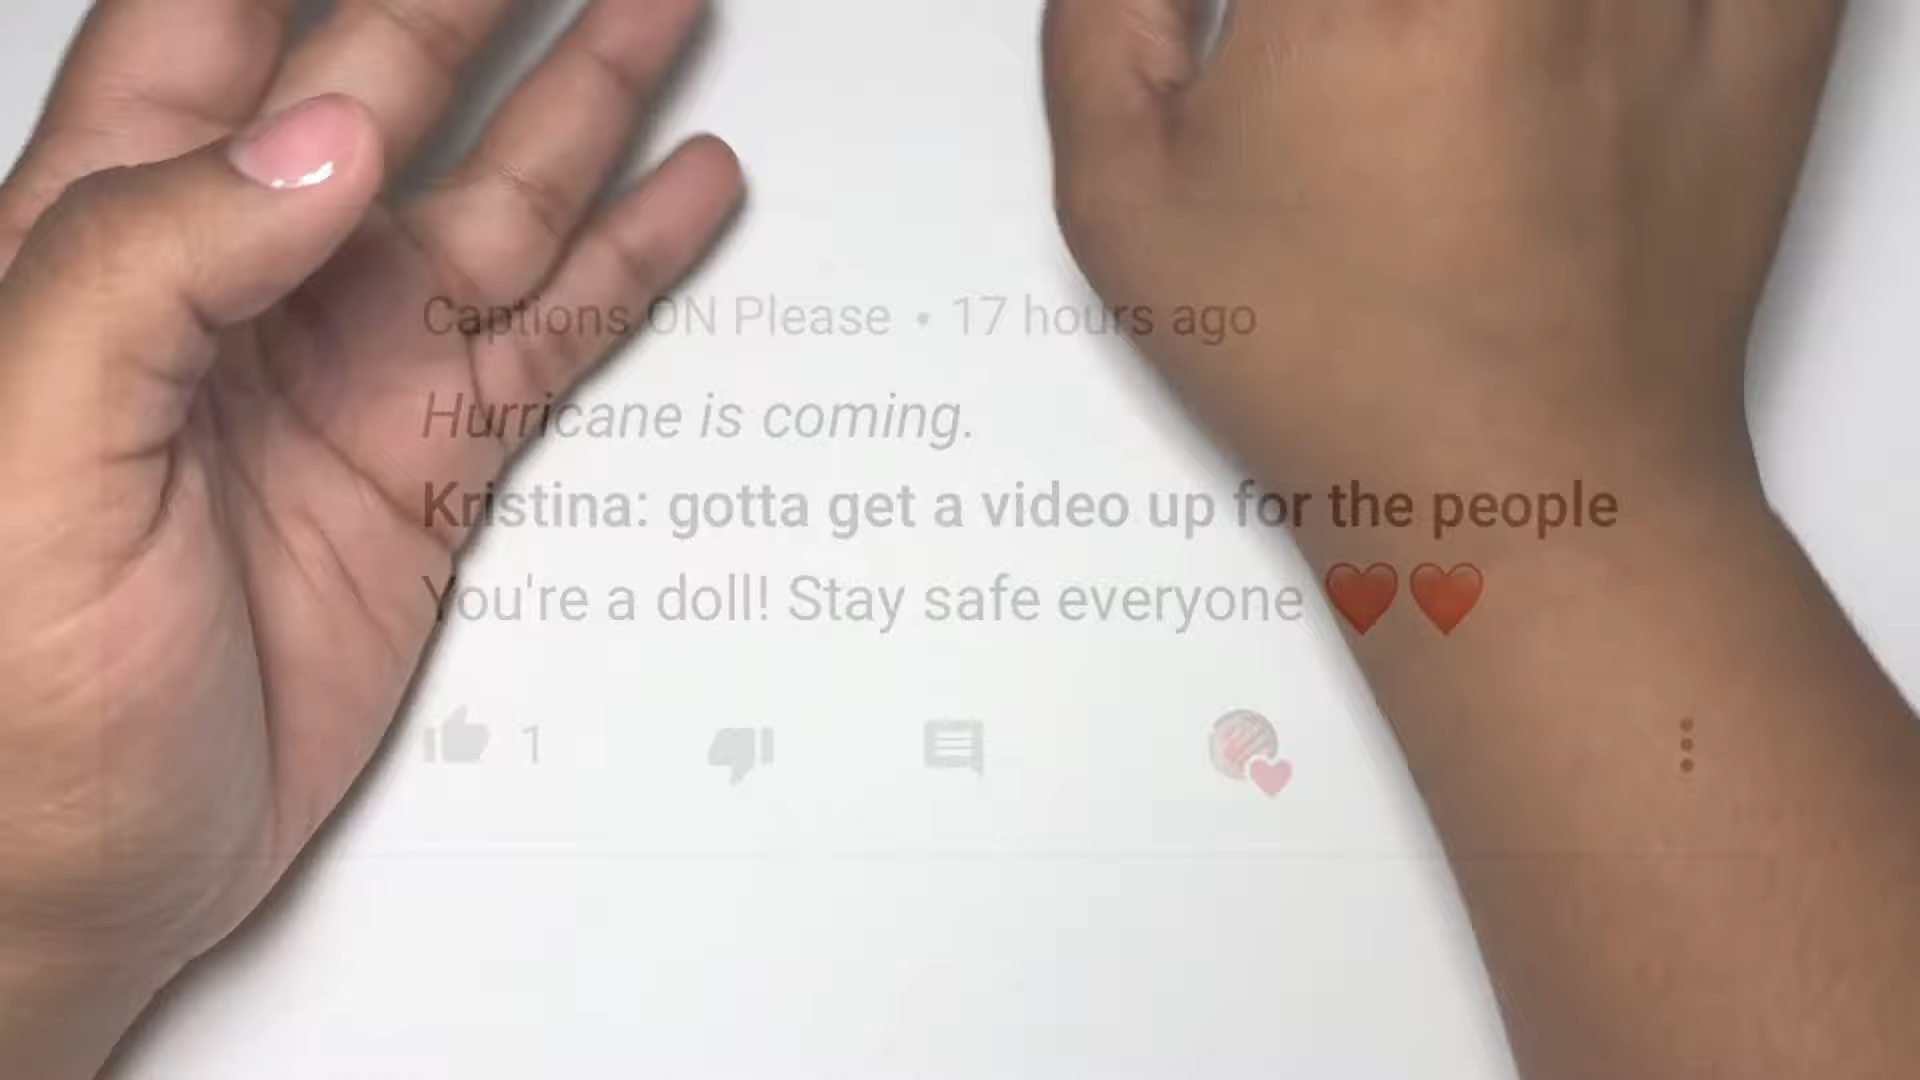 Captions ON Please • 17 hours ago
Hurricane is coming.
Kristina: gotta get a video up for the people
You're a doll! Stay safe everyone ❤️❤️
1